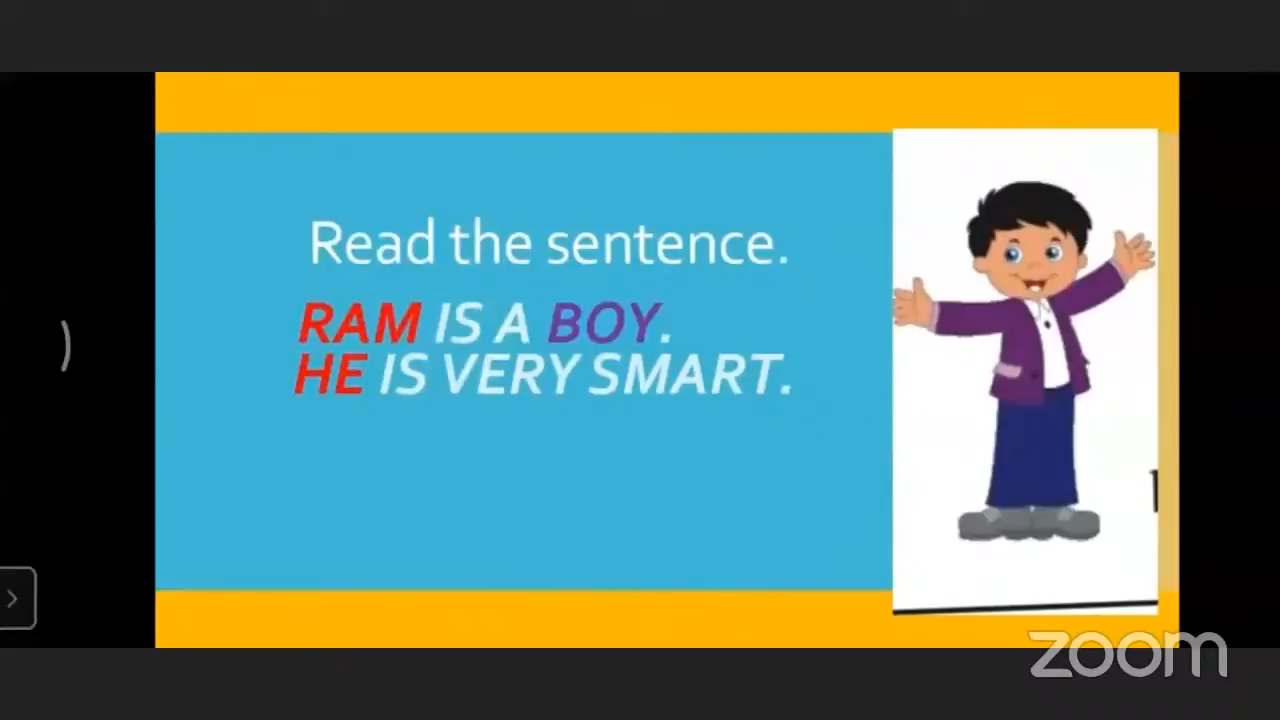 Read the sentence.
RAM IS A BOY.
HE IS VERY SMART.
zoom